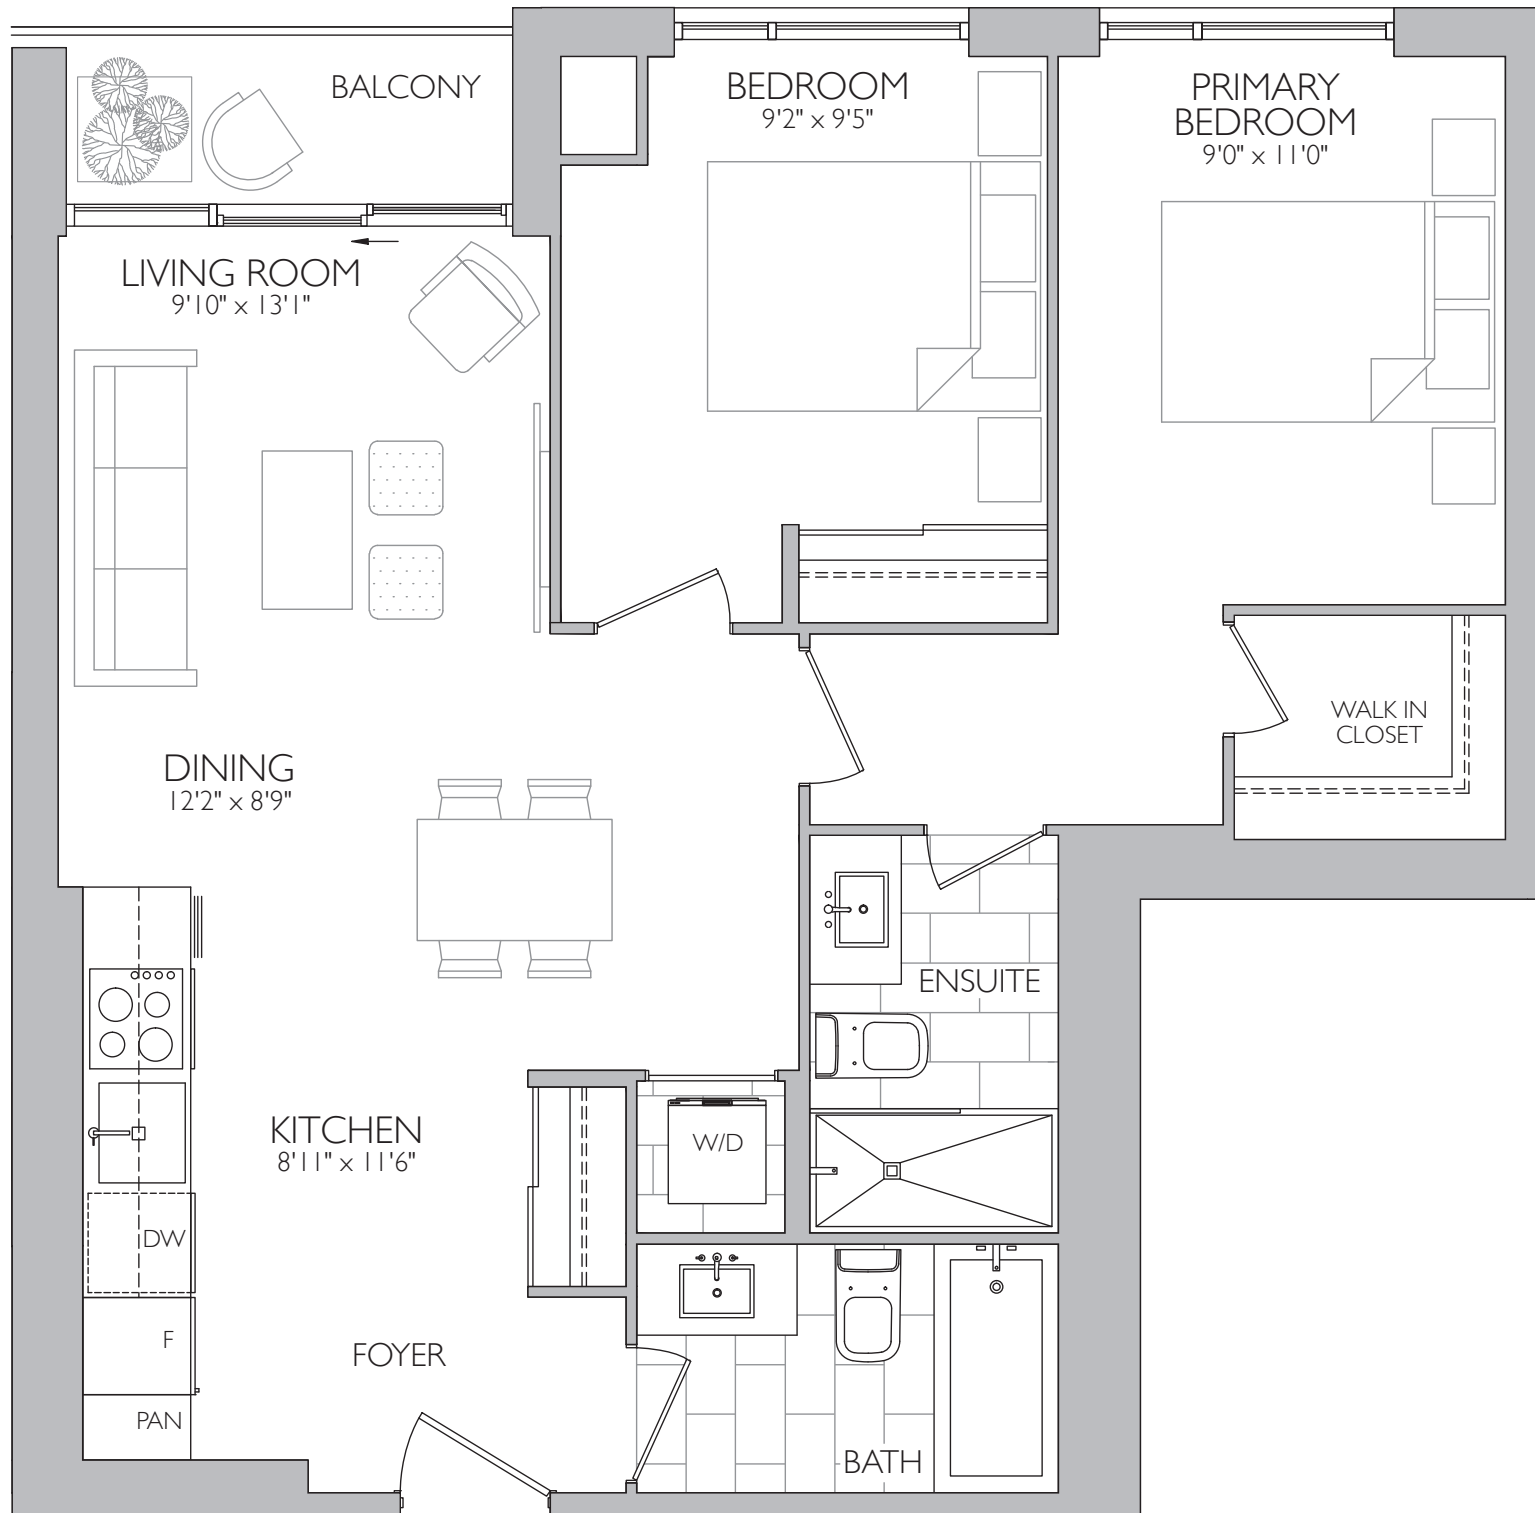 BALCONY
BEDROOM
9'2" x 9'5"
PRIMARY
BEDROOM
9'0" x 11'0"
LIVING ROOM
9'10" x 13'1"
WALK IN
CLOSET
DINING
12'2" x 8'9"
ENSUITE
KITCHEN
8'11" x 11'6"
W/D
DW
F
FOYER
PAN
BATH